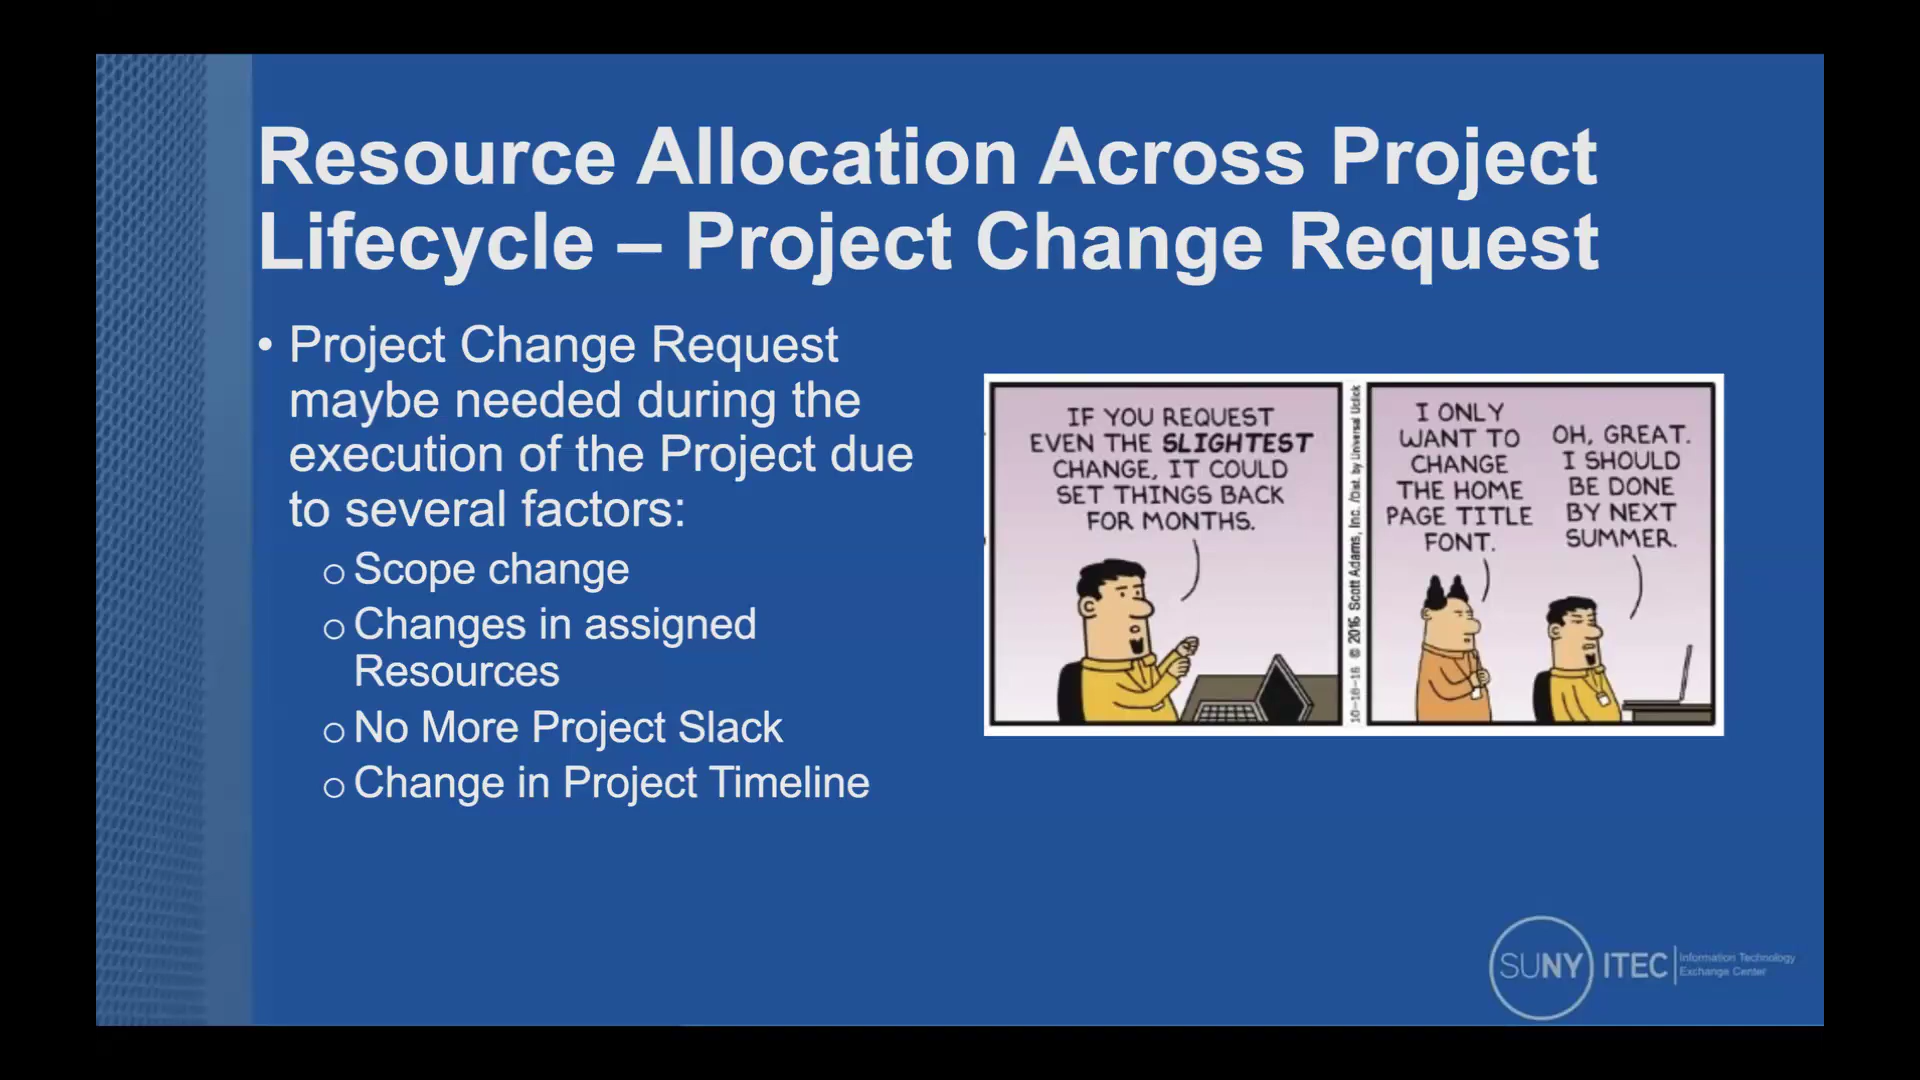 Resource Allocation Across Project
Lifecycle – Project Change Request
• Project Change Request
maybe needed during the
execution of the Project due
to several factors:
o Scope change
o Changes in assigned
Resources
o No More Project Slack
o Change in Project Timeline
IF YOU REQUEST
EVEN THE SLIGHTEST
CHANGE, IT COULD
SET THINGS BACK
FOR MONTHS.
10-18-16 © 2016 Scott Adams, Inc. /Dist. by Universal Uclick
I ONLY
WANT TO
CHANGE
THE HOME
PAGE TITLE
FONT.
OH, GREAT.
I SHOULD
BE DONE
BY NEXT
SUMMER.
SUNY ITEC
Information Technology
Exchange Center